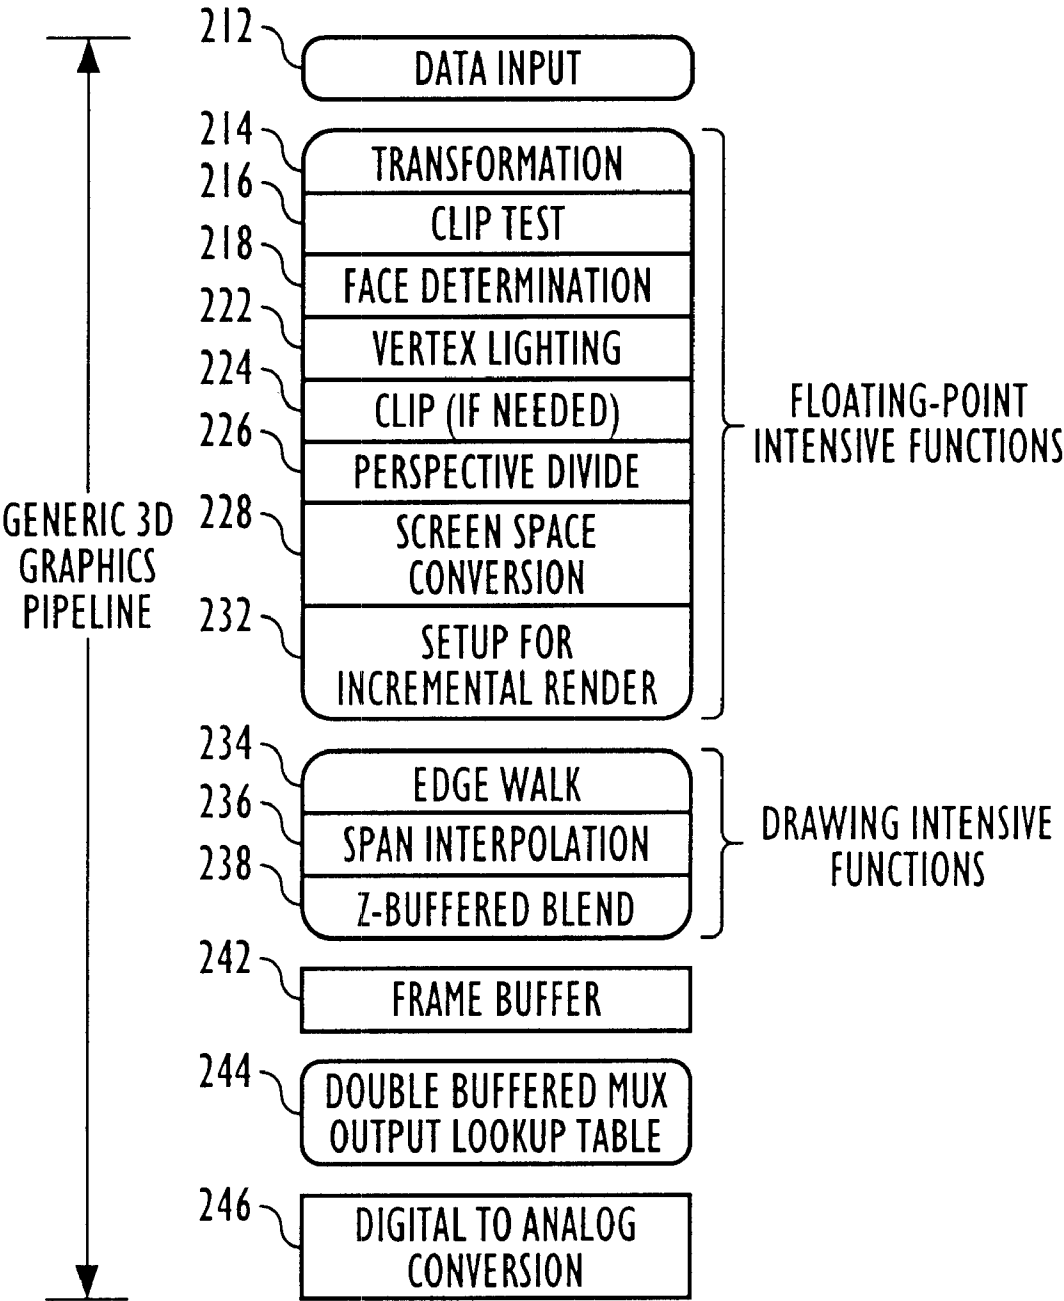 212
DATA INPUT
214
TRANSFORMATION
216
CLIP TEST
218
FACE DETERMINATION
222
VERTEX LIGHTING
224
CLIP (IF NEEDED)
226
PERSPECTIVE DIVIDE
228
SCREEN SPACE
CONVERSION
232
SETUP FOR
INCREMENTAL RENDER
FLOATING-POINT
INTENSIVE FUNCTIONS
GENERIC 3D
GRAPHICS
PIPELINE
234
EDGE WALK
236
SPAN INTERPOLATION
238
Z-BUFFERED BLEND
DRAWING INTENSIVE
FUNCTIONS
242
FRAME BUFFER
244
DOUBLE BUFFERED MUX
OUTPUT LOOKUP TABLE
246
DIGITAL TO ANALOG
CONVERSION